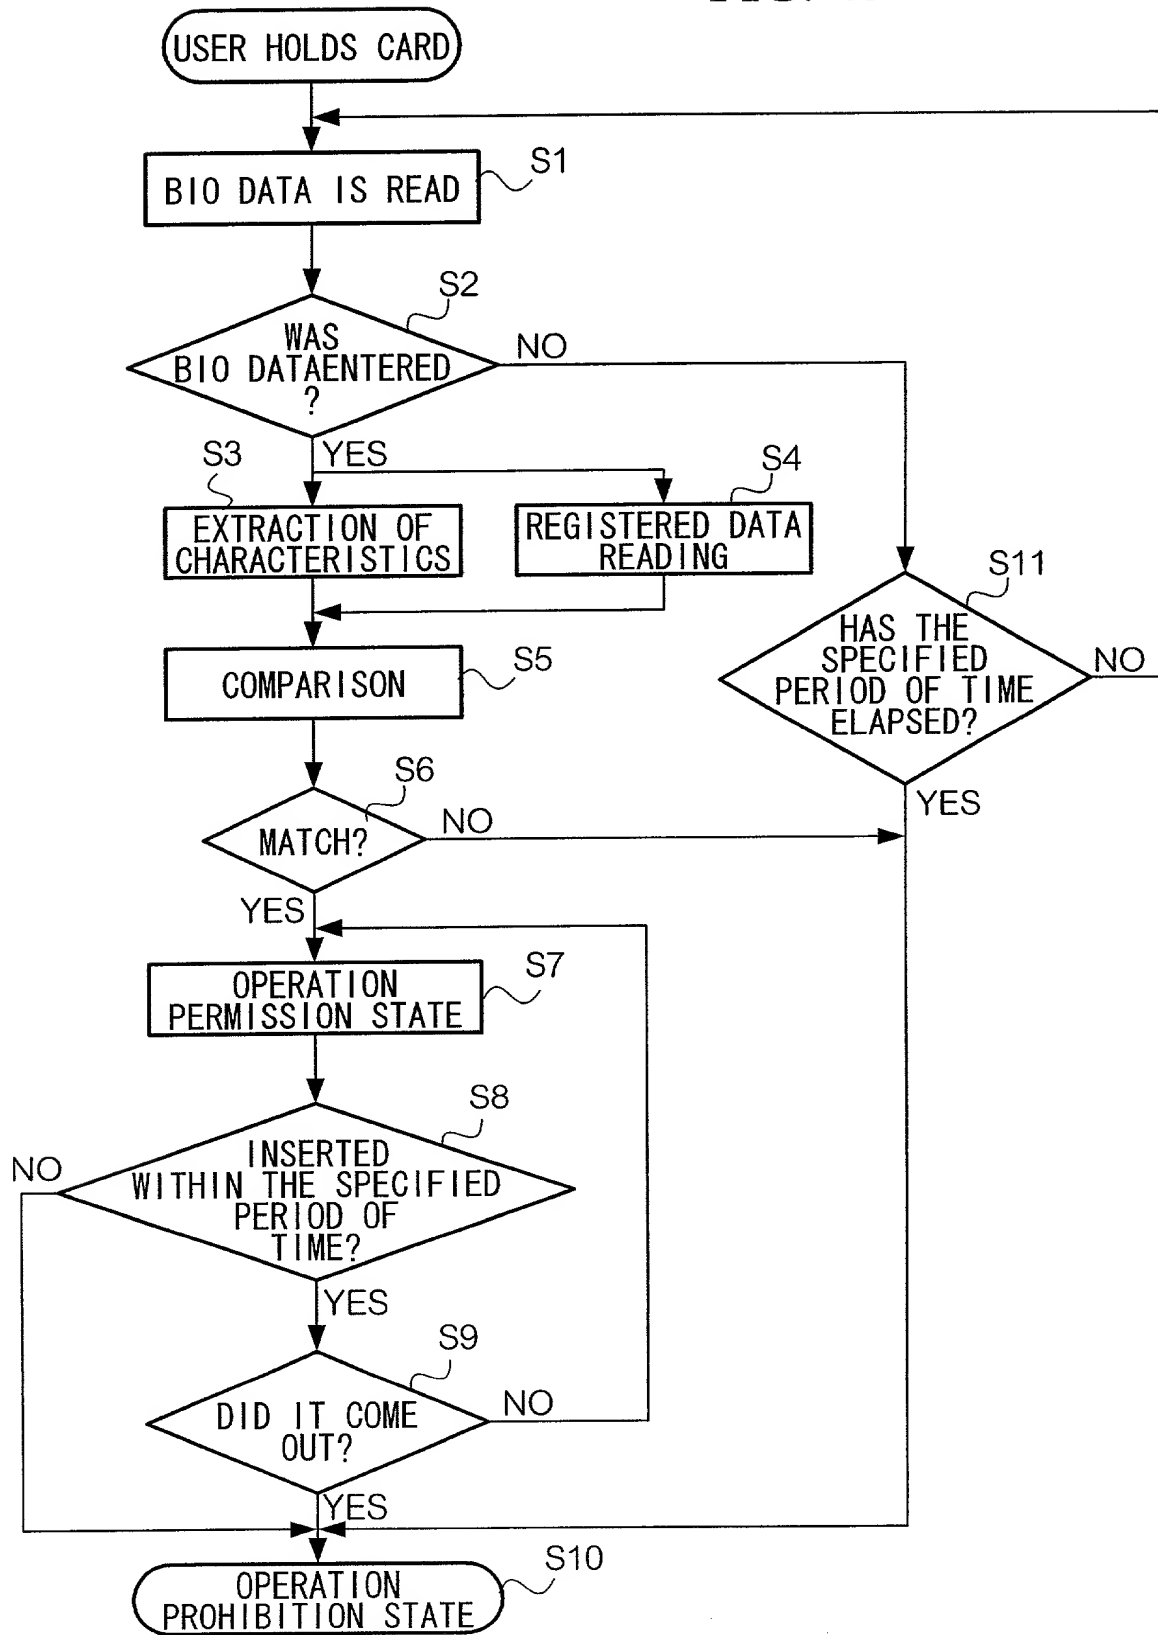 USER HOLDS CARD
BIO DATA IS READ
S1
S2
WAS
BIO DATAENTERED
?
NO
YES
S3
EXTRACTION OF
CHARACTERISTICS
S4
REGISTERED DATA
READING
S11
HAS THE
SPECIFIED
PERIOD OF TIME
ELAPSED?
NO
YES
COMPARISON
S5
S6
MATCH?
NO
YES
OPERATION
PERMISSION STATE
S7
S8
INSERTED
WITHIN THE SPECIFIED
PERIOD OF
TIME?
NO
YES
S9
DID IT COME
OUT?
NO
YES
S10
OPERATION
PROHIBITION STATE